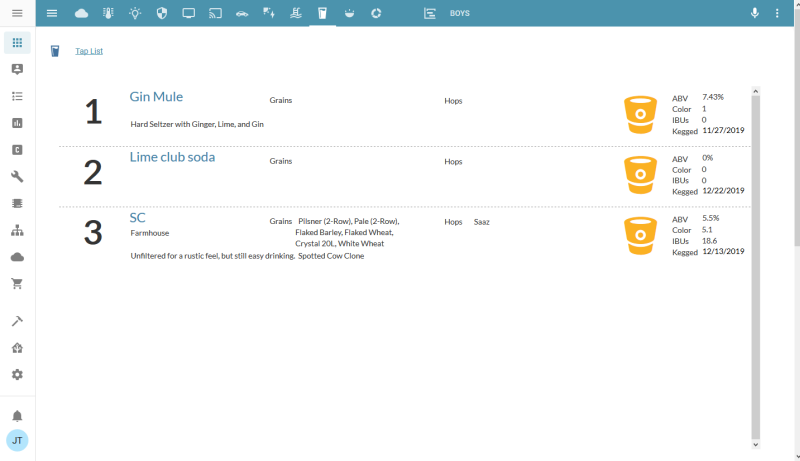 BOYS
Tap List
1
Gin Mule
Grains
Hops
ABV 7.43%
Color 1
IBUs 0
Kegged 11/27/2019
Hard Seltzer with Ginger, Lime, and Gin
2
Lime club soda
Grains
Hops
ABV 0%
Color 0
IBUs 0
Kegged 12/22/2019
3
SC
Farmhouse
Grains Pilsner (2-Row), Pale (2-Row),
Flaked Barley, Flaked Wheat,
Crystal 20L, White Wheat
Hops Saaz
ABV 5.5%
Color 5.1
IBUs 18.6
Kegged 12/13/2019
Unfiltered for a rustic feel, but still easy drinking. Spotted Cow Clone
C
JT